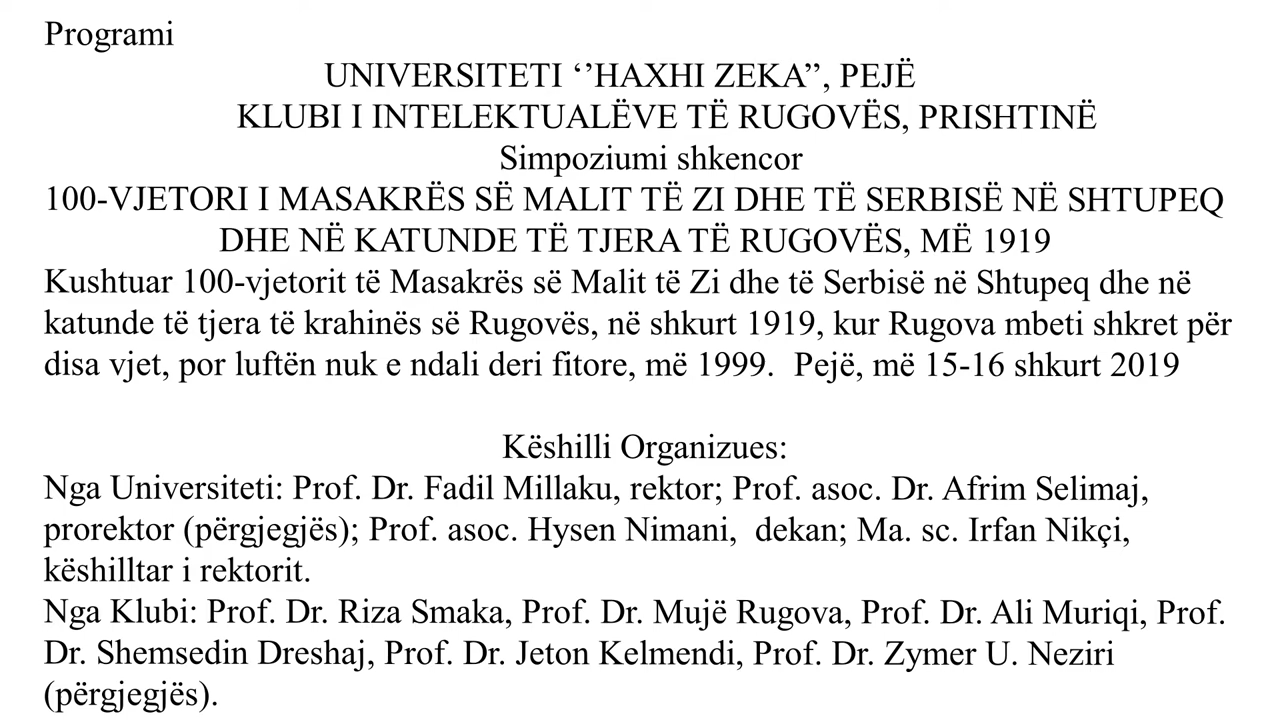 Programi
UNIVERSITETI ‘’HAXHI ZEKA”, PEJË
KLUBI I INTELEKTUALËVE TË RUGOVËS, PRISHTINË
Simpoziumi shkencor
100-VJETORI I MASAKRËS SË MALIT TË ZI DHE TË SERBISË NË SHTUPEQ
DHE NË KATUNDE TË TJERA TË RUGOVËS, MË 1919
Kushtuar 100-vjetorit të Masakrës së Malit të Zi dhe të Serbisë në Shtupeq dhe në
katunde të tjera të krahinës së Rugovës, në shkurt 1919, kur Rugova mbeti shkret për
disa vjet, por luftën nuk e ndali deri fitore, më 1999.  Pejë, më 15-16 shkurt 2019
Këshilli Organizues:
Nga Universiteti: Prof. Dr. Fadil Millaku, rektor; Prof. asoc. Dr. Afrim Selimaj,
prorektor (përgjegjës); Prof. asoc. Hysen Nimani,  dekan; Ma. sc. Irfan Nikçi,
këshilltar i rektorit.
Nga Klubi: Prof. Dr. Riza Smaka, Prof. Dr. Mujë Rugova, Prof. Dr. Ali Muriqi, Prof.
Dr. Shemsedin Dreshaj, Prof. Dr. Jeton Kelmendi, Prof. Dr. Zymer U. Neziri
(përgjegjës).